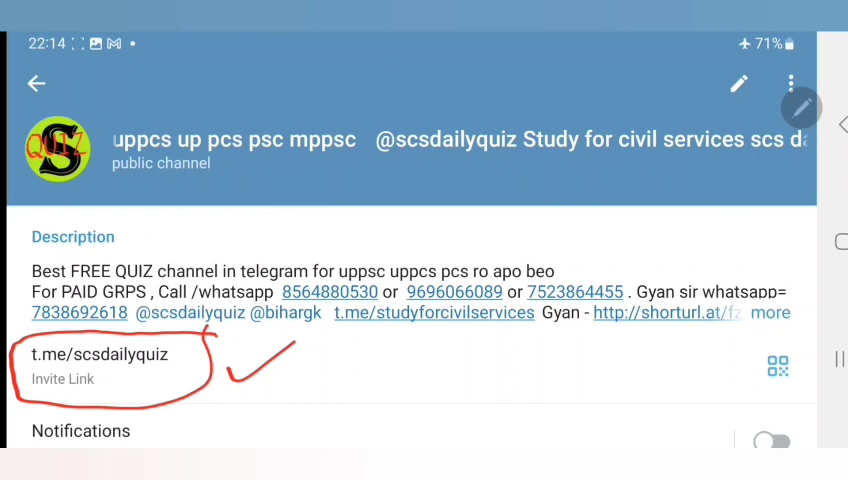 22:14 71%
QUIZ S
uppcs up pcs psc mppsc @scsdailyquiz Study for civil services scs
public channel
Description
Best FREE QUIZ channel in telegram for uppsc uppcs pcs ro apo beo
For PAID GRPS , Call /whatsapp 8564880530 or 9696066089 or 7523864455 . Gyan sir whatsapp=
7838692618 @scsdailyquiz @bihargk t.me/studyforcivilservices Gyan - http://shorturl.at/fz more
t.me/scsdailyquiz
Invite Link
Notifications